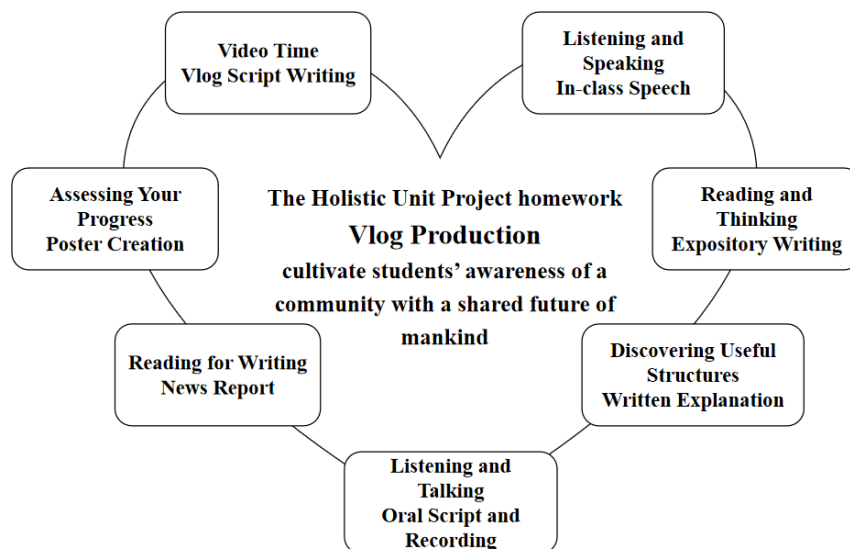 Video Time
Vlog Script Writing
Listening and
Speaking
In-class Speech
Assessing Your
Progress
Poster Creation
The Holistic Unit Project homework
Vlog Production
cultivate students’ awareness of a
community with a shared future of
mankind
Reading and
Thinking
Expository Writing
Reading for Writing
News Report
Discovering Useful
Structures
Written Explanation
Listening and
Talking
Oral Script and
Recording